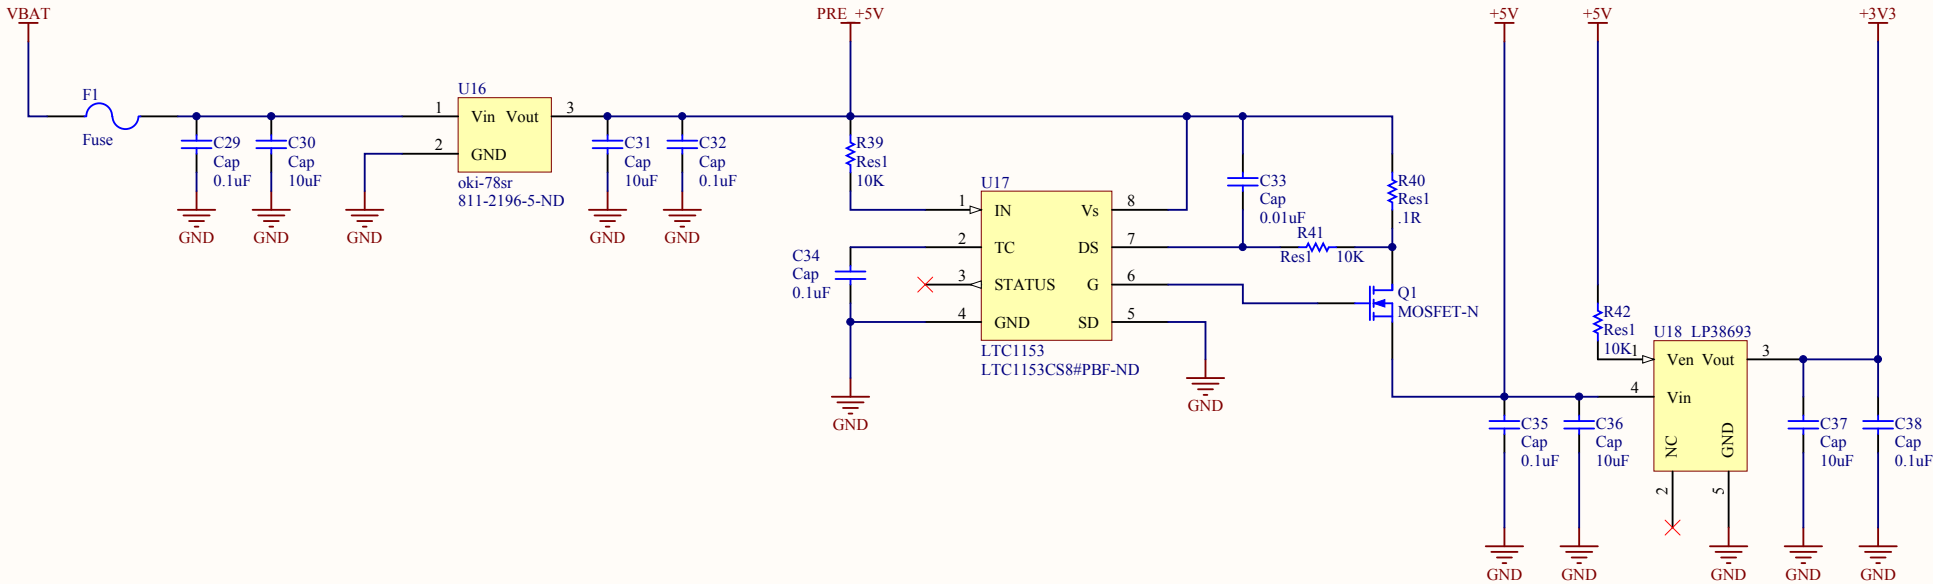 VBAT
PRE_+5V
+5V
+5V
+3V3
F1
Fuse
C29
Cap
0.1uF
GND
C30
Cap
10uF
GND
GND
U16
1
Vin
Vout
3
2
GND
oki-78sr
811-2196-5-ND
C31
Cap
10uF
GND
C32
Cap
0.1uF
GND
R39
Res1
10K
U17
1
IN
Vs
8
2
TC
DS
7
3
STATUS
G
6
4
GND
SD
5
LTC1153
LTC1153CS8#PBF-ND
C34
Cap
0.1uF
GND
GND
C33
Cap
0.01uF
R40
Res1
.1R
R41
Res1
10K
Q1
MOSFET-N
R42
Res1
10K
U18 LP38693
1
Ven
Vout
3
4
Vin
NC
GND
2
5
GND
C35
Cap
0.1uF
GND
C36
Cap
10uF
GND
C37
Cap
10uF
GND
C38
Cap
0.1uF
GND